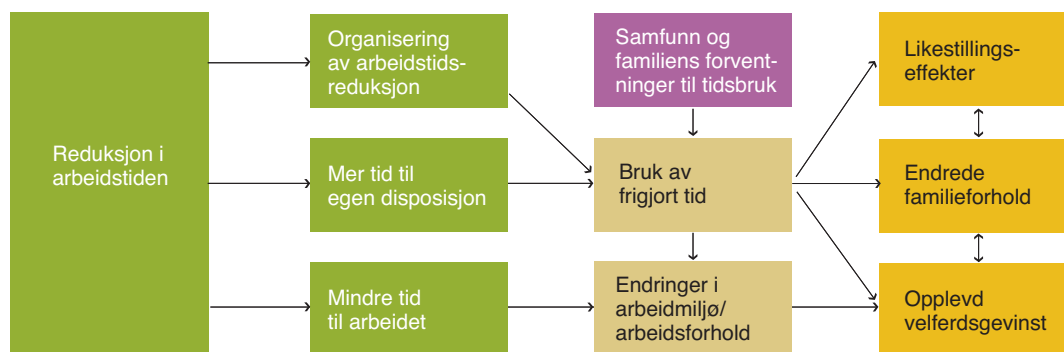 Reduksjon i
arbeidstiden
Organisering
av arbeidstids-
reduksjon
Mer tid til
egen disposisjon
Mindre tid
til arbeidet
Samfunn og
familiens forvent-
ninger til tidsbruk
Bruk av
frigjort tid
Endringer i
arbeidmiljø/
arbeidsforhold
Likestillings-
effekter
Endrede
familieforhold
Opplevd
velferdsgevinst